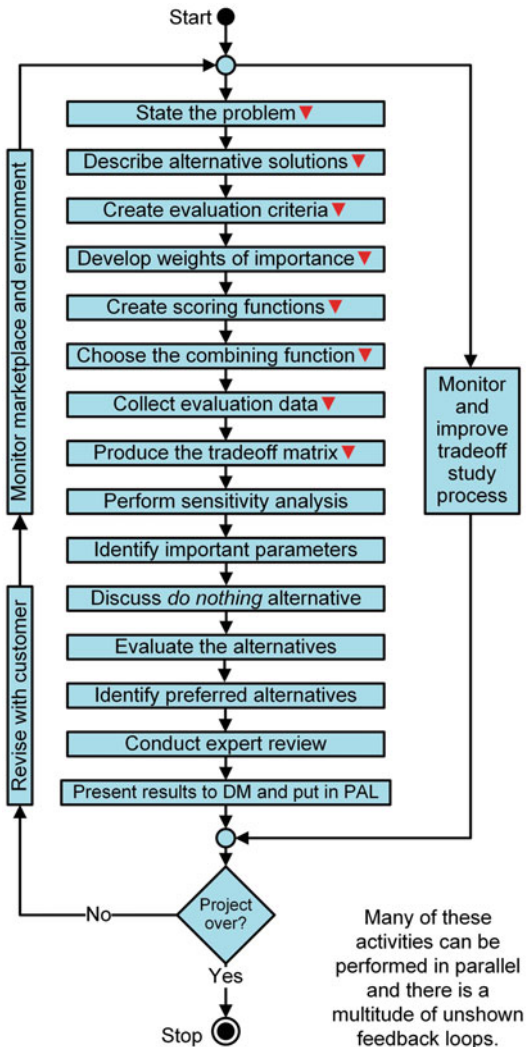 Start
State the problem
Describe alternative solutions
Create evaluation criteria
Develop weights of importance
Create scoring functions
Choose the combining function
Collect evaluation data
Produce the tradeoff matrix
Perform sensitivity analysis
Identify important parameters
Discuss do nothing alternative
Evaluate the alternatives
Identify preferred alternatives
Conduct expert review
Present results to DM and put in PAL
Monitor marketplace and environment
Revise with customer
Monitor
and
improve
tradeoff
study
process
Project
over?
No
Yes
Stop
Many of these
activities can be
performed in parallel
and there is a
multitude of unshown
feedback loops.